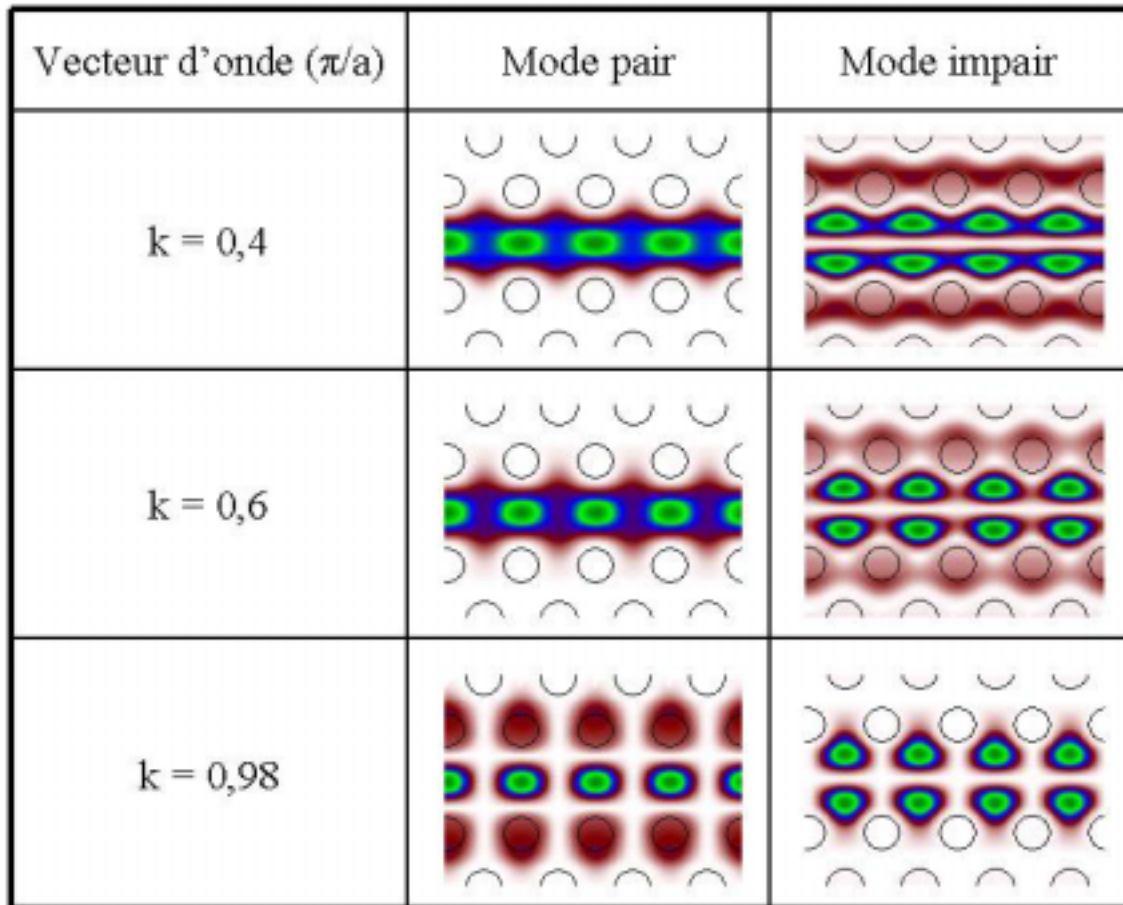 Vecteur d’onde (π/a) Mode pair Mode impair
k = 0,4
k = 0,6
k = 0,98